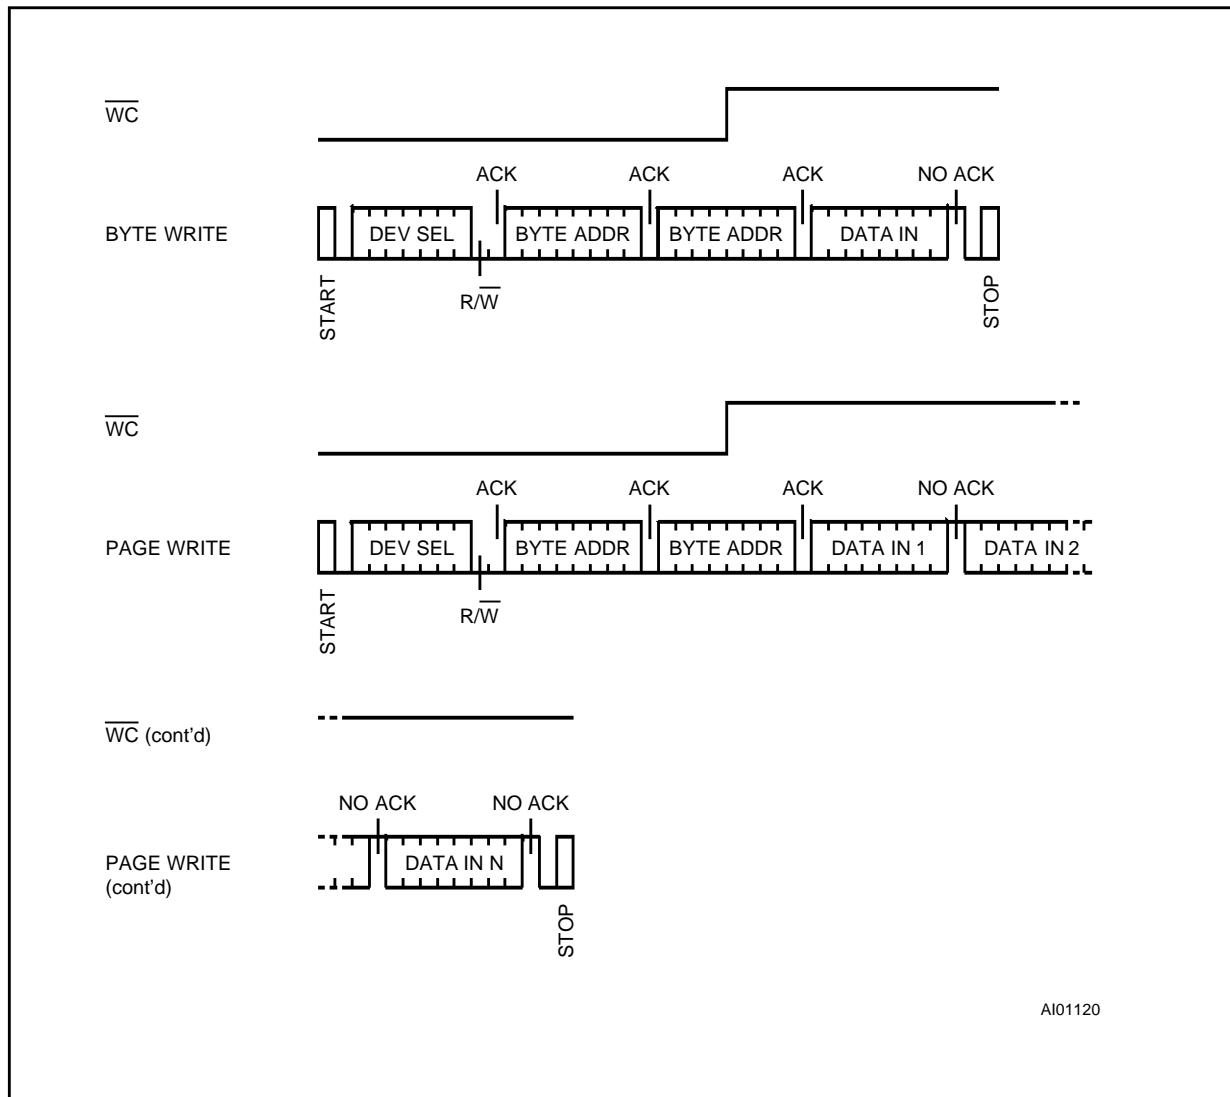 WC
ACK ACK ACK NO ACK
BYTE WRITE DEV SEL BYTE ADDR BYTE ADDR DATA IN
R/W
START STOP
WC
ACK ACK ACK NO ACK
PAGE WRITE DEV SEL BYTE ADDR BYTE ADDR DATA IN 1 DATA IN 2
R/W
START
WC (cont'd)
NO ACK NO ACK
PAGE WRITE DATA IN N
(cont'd)
STOP
AI01120